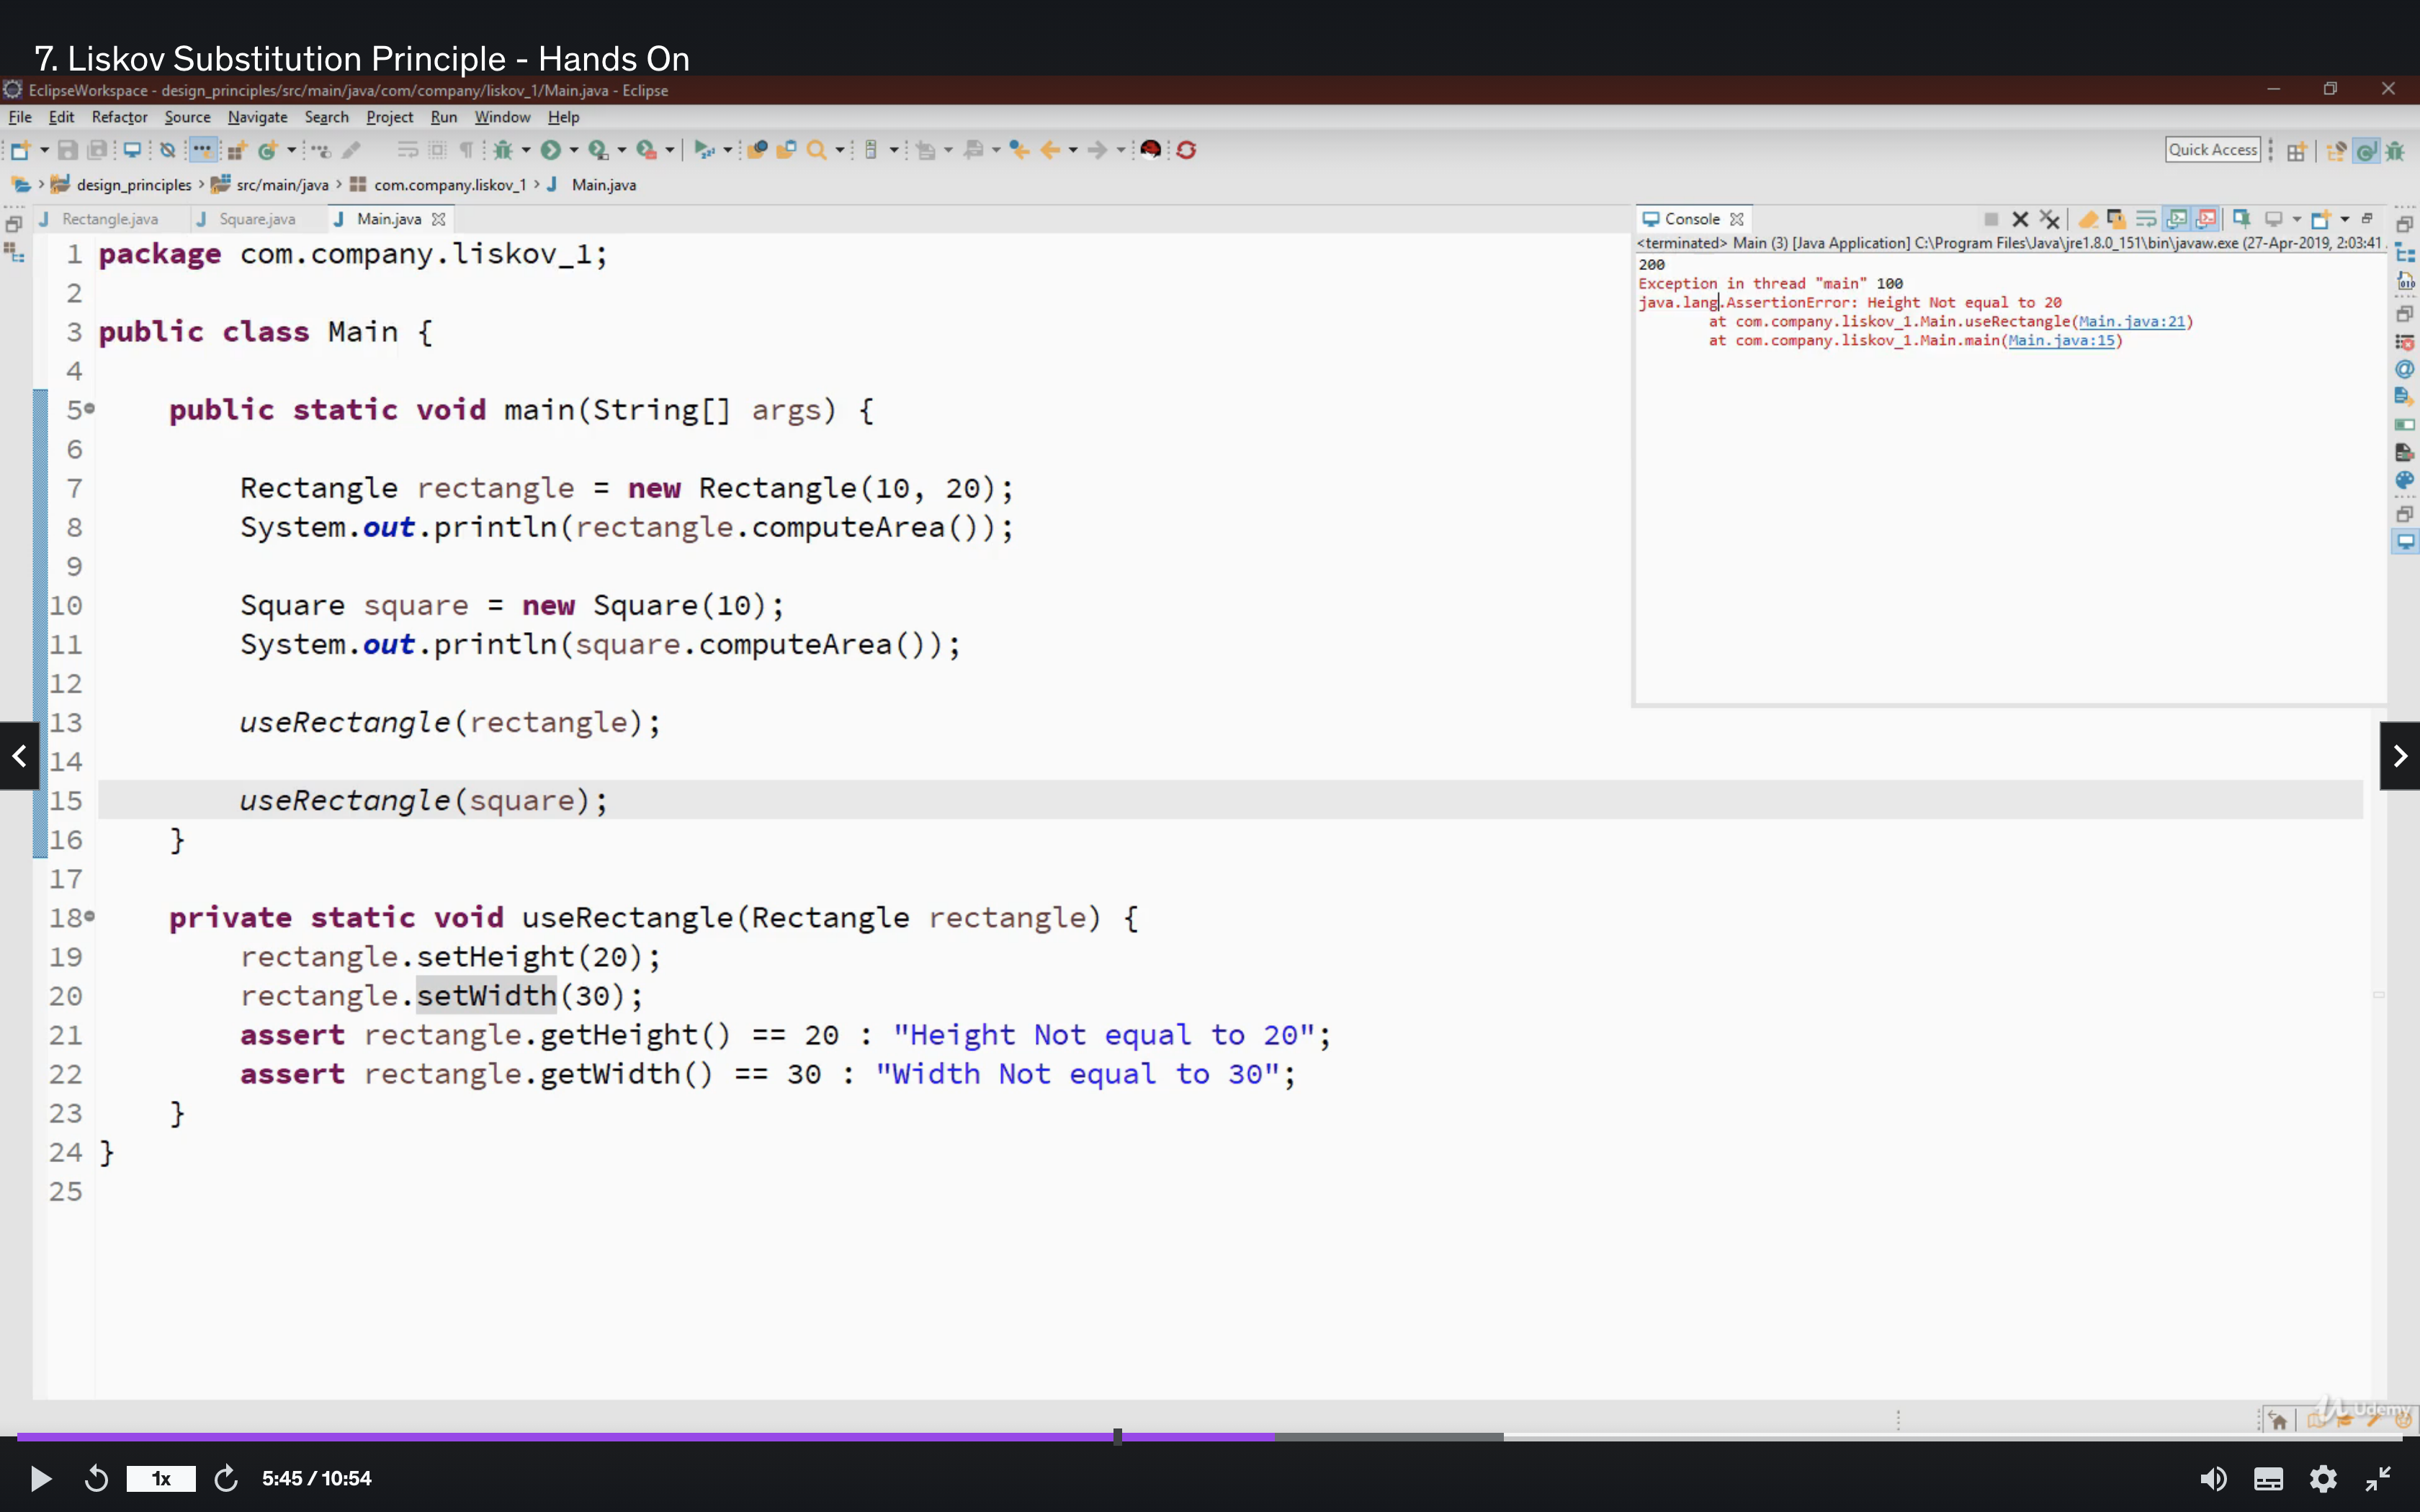 7. Liskov Substitution Principle - Hands On
EclipseWorkspace - design_principles/src/main/java/com/company/liskov_1/Main.java - Eclipse
File Edit Refactor Source Navigate Search Project Run Window Help
Quick Access
design_principles src/main/java com.company.liskov_1 Main.java
Rectangle.java Square.java Main.java
1 package com.company.liskov_1;
2
3 public class Main {
4
5 public static void main(String[] args) {
6
7 Rectangle rectangle = new Rectangle(10, 20);
8 System.out.println(rectangle.computeArea());
9
10 Square square = new Square(10);
11 System.out.println(square.computeArea());
12
13 useRectangle(rectangle);
14
15 useRectangle(square);
16 }
17
18 private static void useRectangle(Rectangle rectangle) {
19 rectangle.setHeight(20);
20 rectangle.setWidth(30);
21 assert rectangle.getHeight() == 20 : "Height Not equal to 20";
22 assert rectangle.getWidth() == 30 : "Width Not equal to 30";
23 }
24 }
25
Console
<terminated> Main (3) [Java Application] C:\Program Files\Java\jre1.8.0_151\bin\javaw.exe (27-Apr-2019, 2:03:41
200
Exception in thread "main" 100
java.lang.AssertionError: Height Not equal to 20
at com.company.liskov_1.Main.useRectangle(Main.java:21)
at com.company.liskov_1.Main.main(Main.java:15)
Udemy
1x 5:45 / 10:54